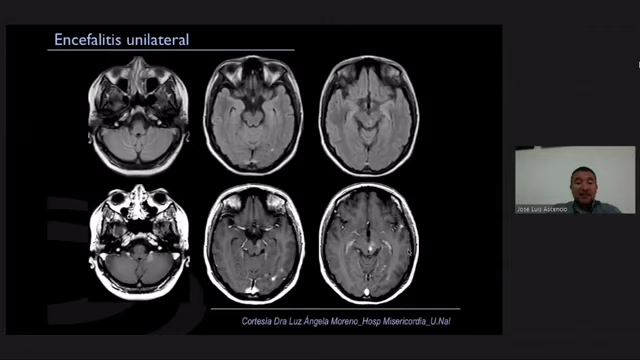 Encefalitis unilateral
José Luis Ascencio
Cortesía Dra Luz Ángela Moreno_Hosp Misericordia_U.Nal